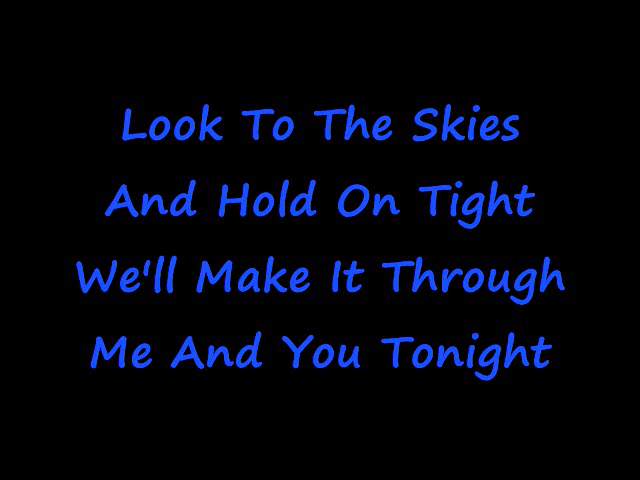 Look To The Skies
And Hold On Tight
We'll Make It Through
Me And You Tonight